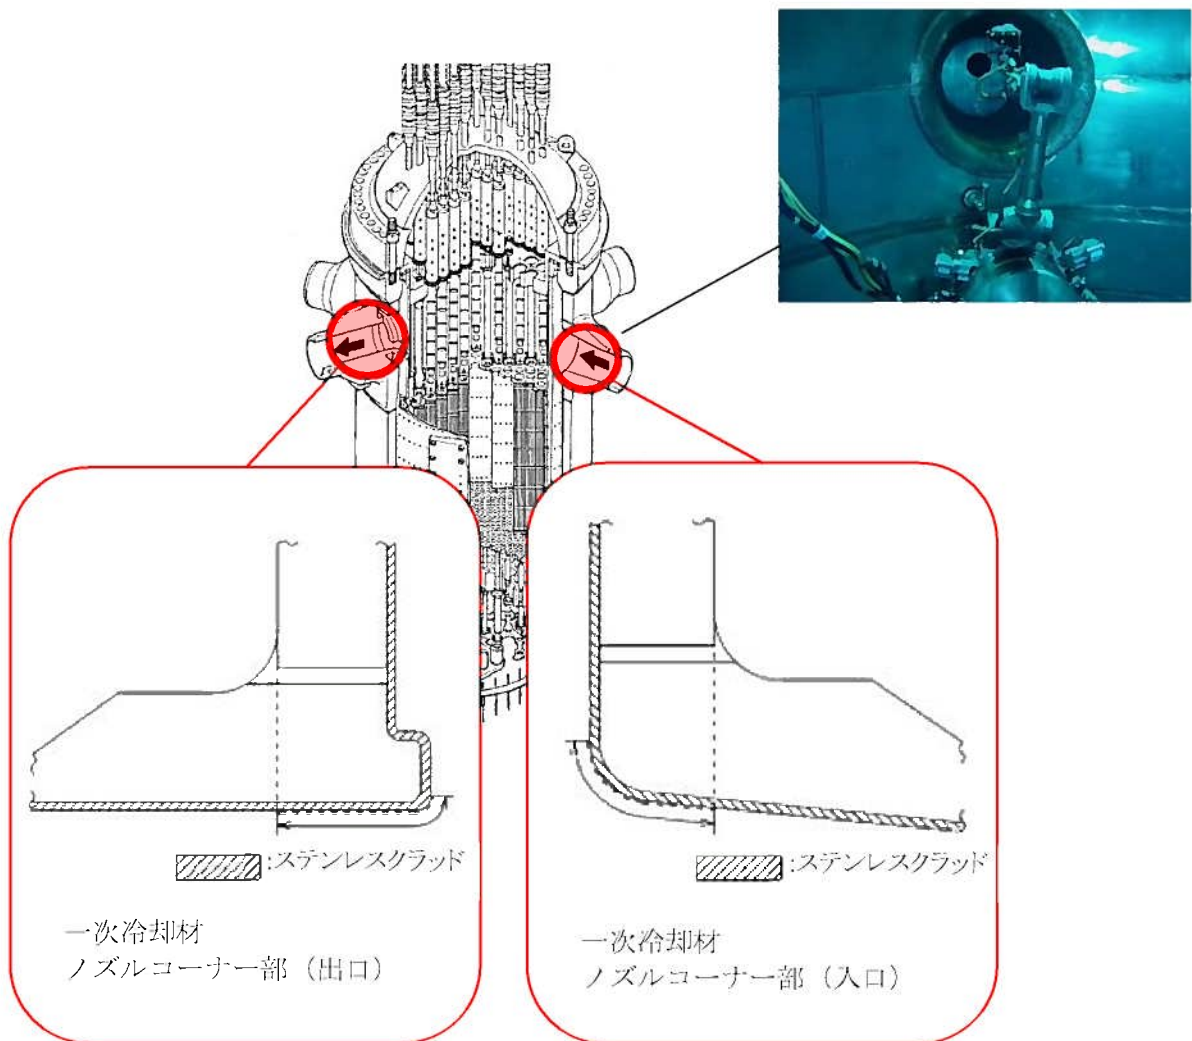 :ステンレスクラッド
一次冷却材
ノズルコーナー部（出口）
:ステンレスクラッド
一次冷却材
ノズルコーナー部（入口）